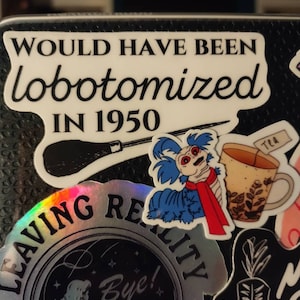 WOULD HAVE BEEN
lobotomized
IN 1950
TEA
LEAVING REALITY
Bye!